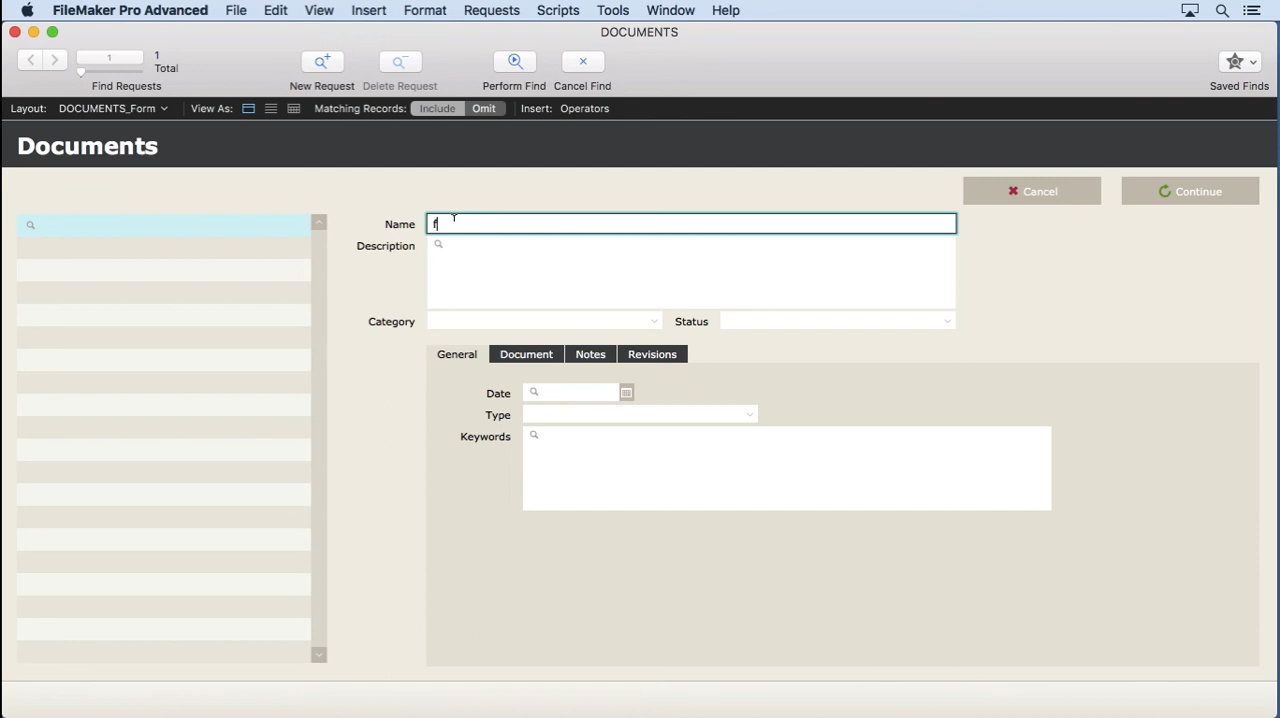 FileMaker Pro Advanced File Edit View Insert Format Requests Scripts Tools Window Help
DOCUMENTS
1 1 Total
Find Requests New Request Delete Request Perform Find Cancel Find Saved Finds
Layout: DOCUMENTS_Form View As: Matching Records: Include Omit Insert: Operators
Documents
Cancel Continue
Name f
Description
Category Status
General Document Notes Revisions
Date
Type
Keywords